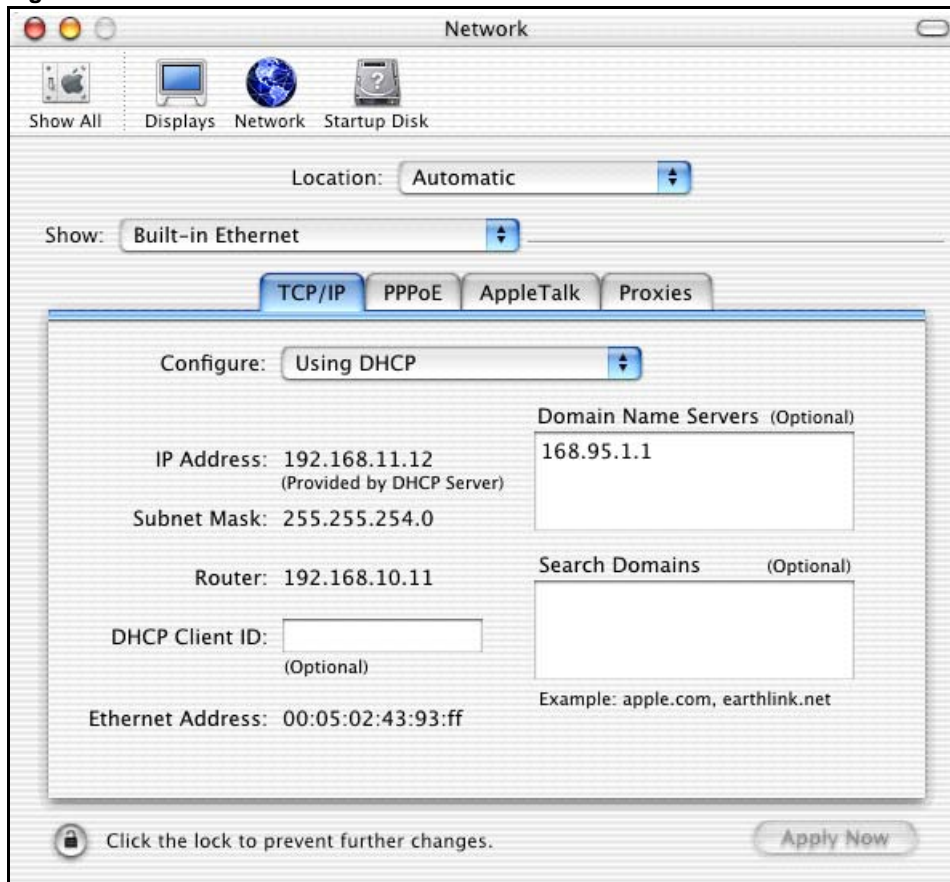 Network
Show All Displays Network Startup Disk
Location: Automatic
Show: Built-in Ethernet
TCP/IP PPPoE AppleTalk Proxies
Configure: Using DHCP
Domain Name Servers (Optional)
168.95.1.1
IP Address: 192.168.11.12
(Provided by DHCP Server)
Subnet Mask: 255.255.254.0
Router: 192.168.10.11
Search Domains (Optional)
DHCP Client ID:
(Optional)
Example: apple.com, earthlink.net
Ethernet Address: 00:05:02:43:93:ff
Click the lock to prevent further changes.
Apply Now